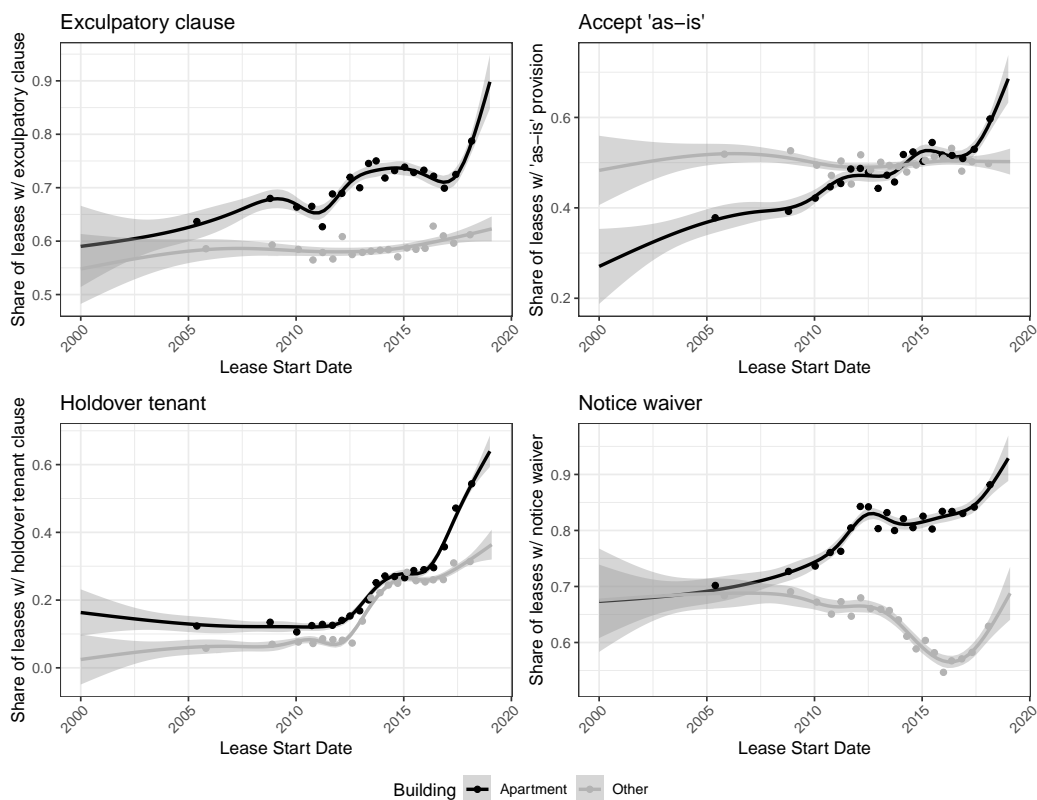 Exculpatory clause
Share of leases w/ exculpatory clause
0.9
0.8
0.7
0.6
0.5
2000
2005
2010
2015
2020
Lease Start Date
Accept 'as−is'
Share of leases w/ 'as−is' provision
0.6
0.4
0.2
2000
2005
2010
2015
2020
Lease Start Date
Holdover tenant
Share of leases w/ holdover tenant clause
0.6
0.4
0.2
0.0
2000
2005
2010
2015
2020
Lease Start Date
Notice waiver
Share of leases w/ notice waiver
0.9
0.8
0.7
0.6
2000
2005
2010
2015
2020
Lease Start Date
Building Apartment Other